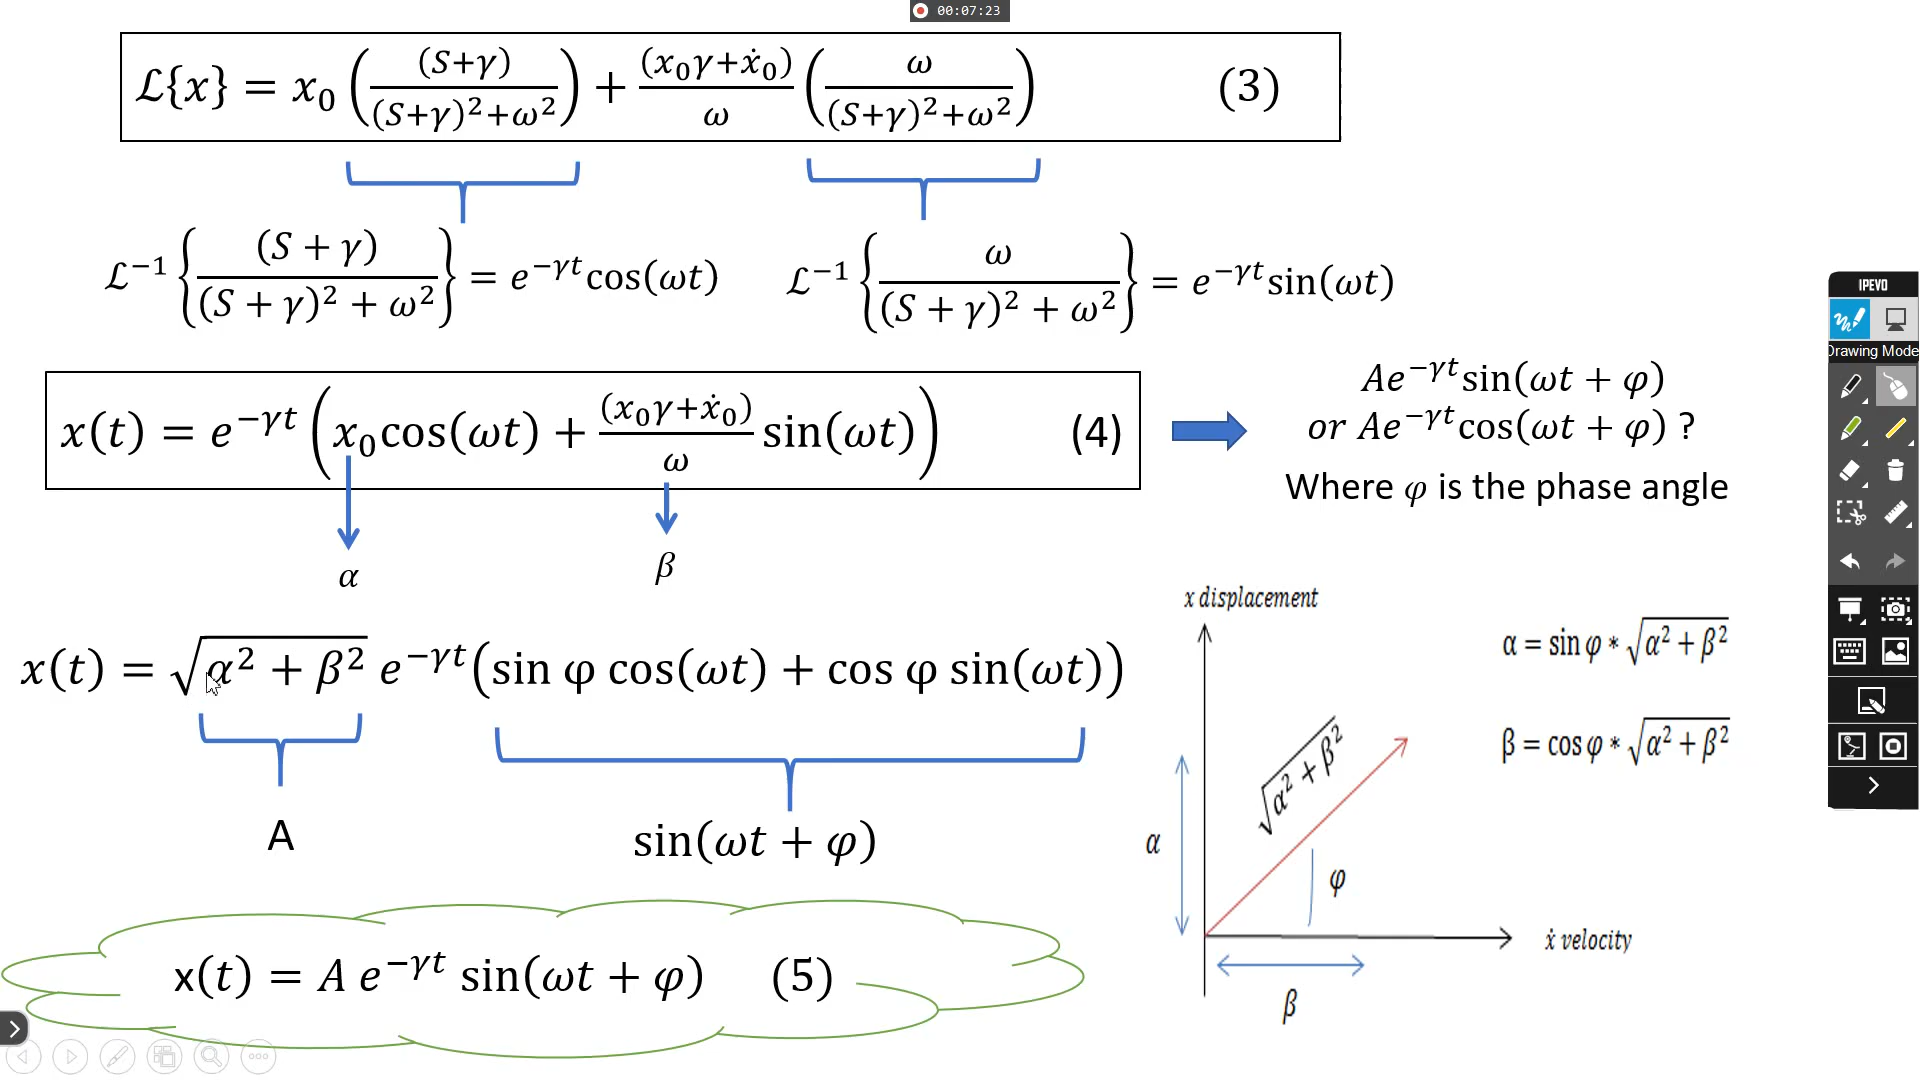 00:07:23
ℒ{x} = x₀ ((S+γ)/((S+γ)²+ω²)) + (x₀γ+ẋ₀)/ω (ω/((S+γ)²+ω²)) (3)
ℒ⁻¹{(S + γ)/((S + γ)² + ω²)} = e^(−γt)cos(ωt)
ℒ⁻¹{ω/((S + γ)² + ω²)} = e^(−γt)sin(ωt)
x(t) = e^(−γt) (x₀cos(ωt) + (x₀γ+ẋ₀)/ω sin(ωt)) (4)
Ae^(−γt)sin(ωt + φ)
or Ae^(−γt)cos(ωt + φ) ?
Where φ is the phase angle
α
β
x(t) = √(α² + β²) e^(−γt)(sin φ cos(ωt) + cos φ sin(ωt))
A
sin(ωt + φ)
x(t) = A e^(−γt) sin(ωt + φ) (5)
x displacement
α = sin φ * √(α² + β²)
β = cos φ * √(α² + β²)
√(α² + β²)
α
φ
ẋ velocity
β
IPEVO
Drawing Mode